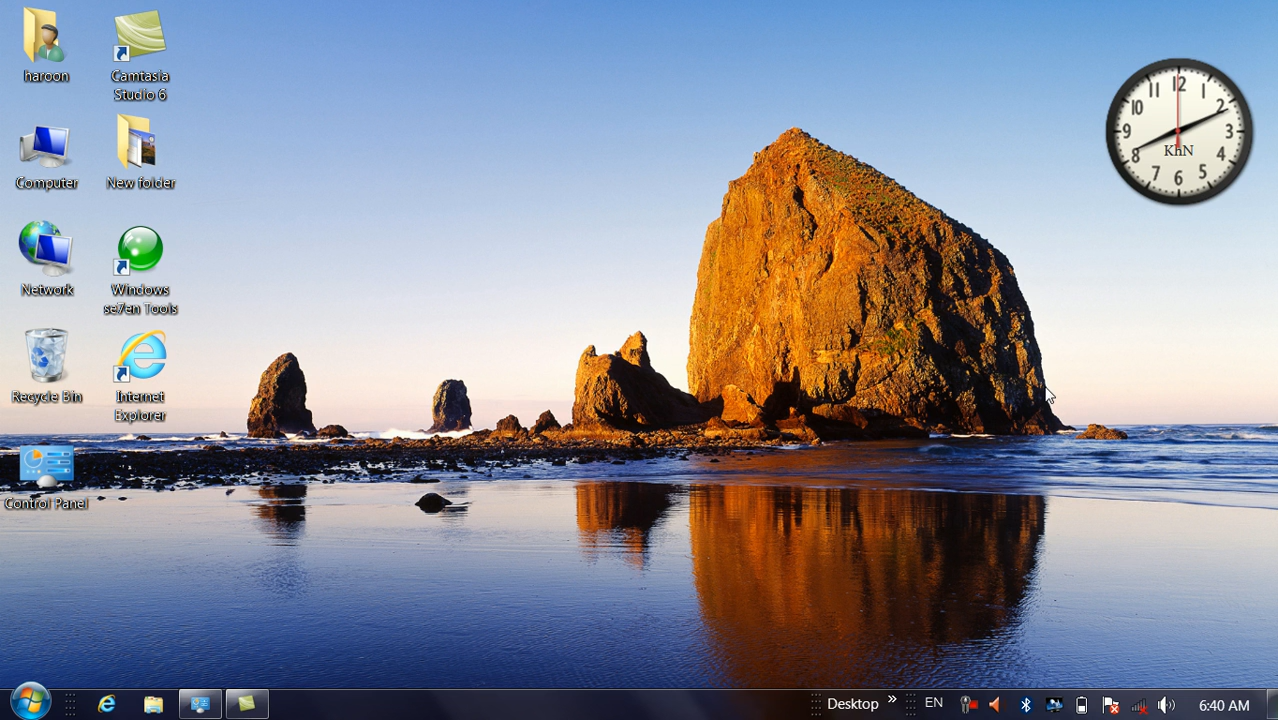 haroon
Camtasia
Studio 6
Computer
New folder
Network
Windows
se7en Tools
Recycle Bin
Internet
Explorer
Control Panel
12
1
2
3
4
5
6
7
8
9
10
11
KhN
Desktop
»
EN
6:40 AM